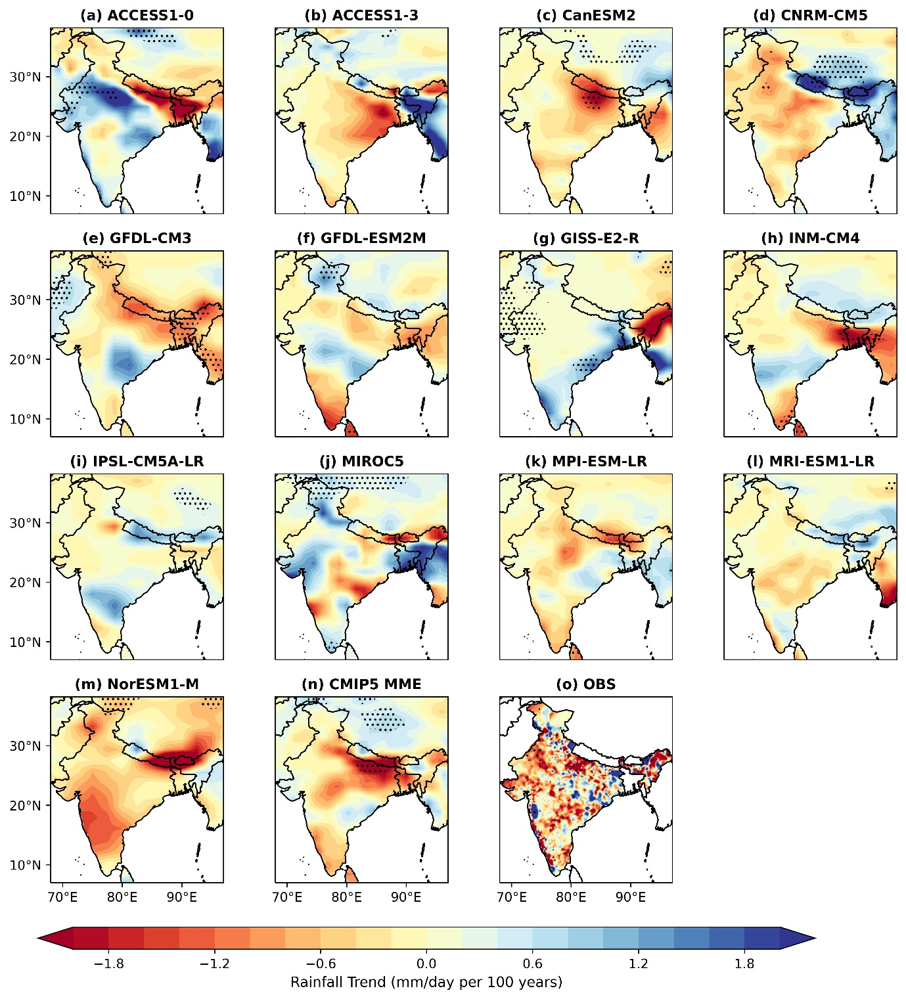 (a) ACCESS1-0 (b) ACCESS1-3 (c) CanESM2 (d) CNRM-CM5
30°N
20°N
10°N
(e) GFDL-CM3 (f) GFDL-ESM2M (g) GISS-E2-R (h) INM-CM4
30°N
20°N
10°N
(i) IPSL-CM5A-LR (j) MIROC5 (k) MPI-ESM-LR (l) MRI-ESM1-LR
30°N
20°N
10°N
(m) NorESM1-M (n) CMIP5 MME (o) OBS
30°N
20°N
10°N
70°E 80°E 90°E 70°E 80°E 90°E 70°E 80°E 90°E
−1.8 −1.2 −0.6 0.0 0.6 1.2 1.8
Rainfall Trend (mm/day per 100 years)